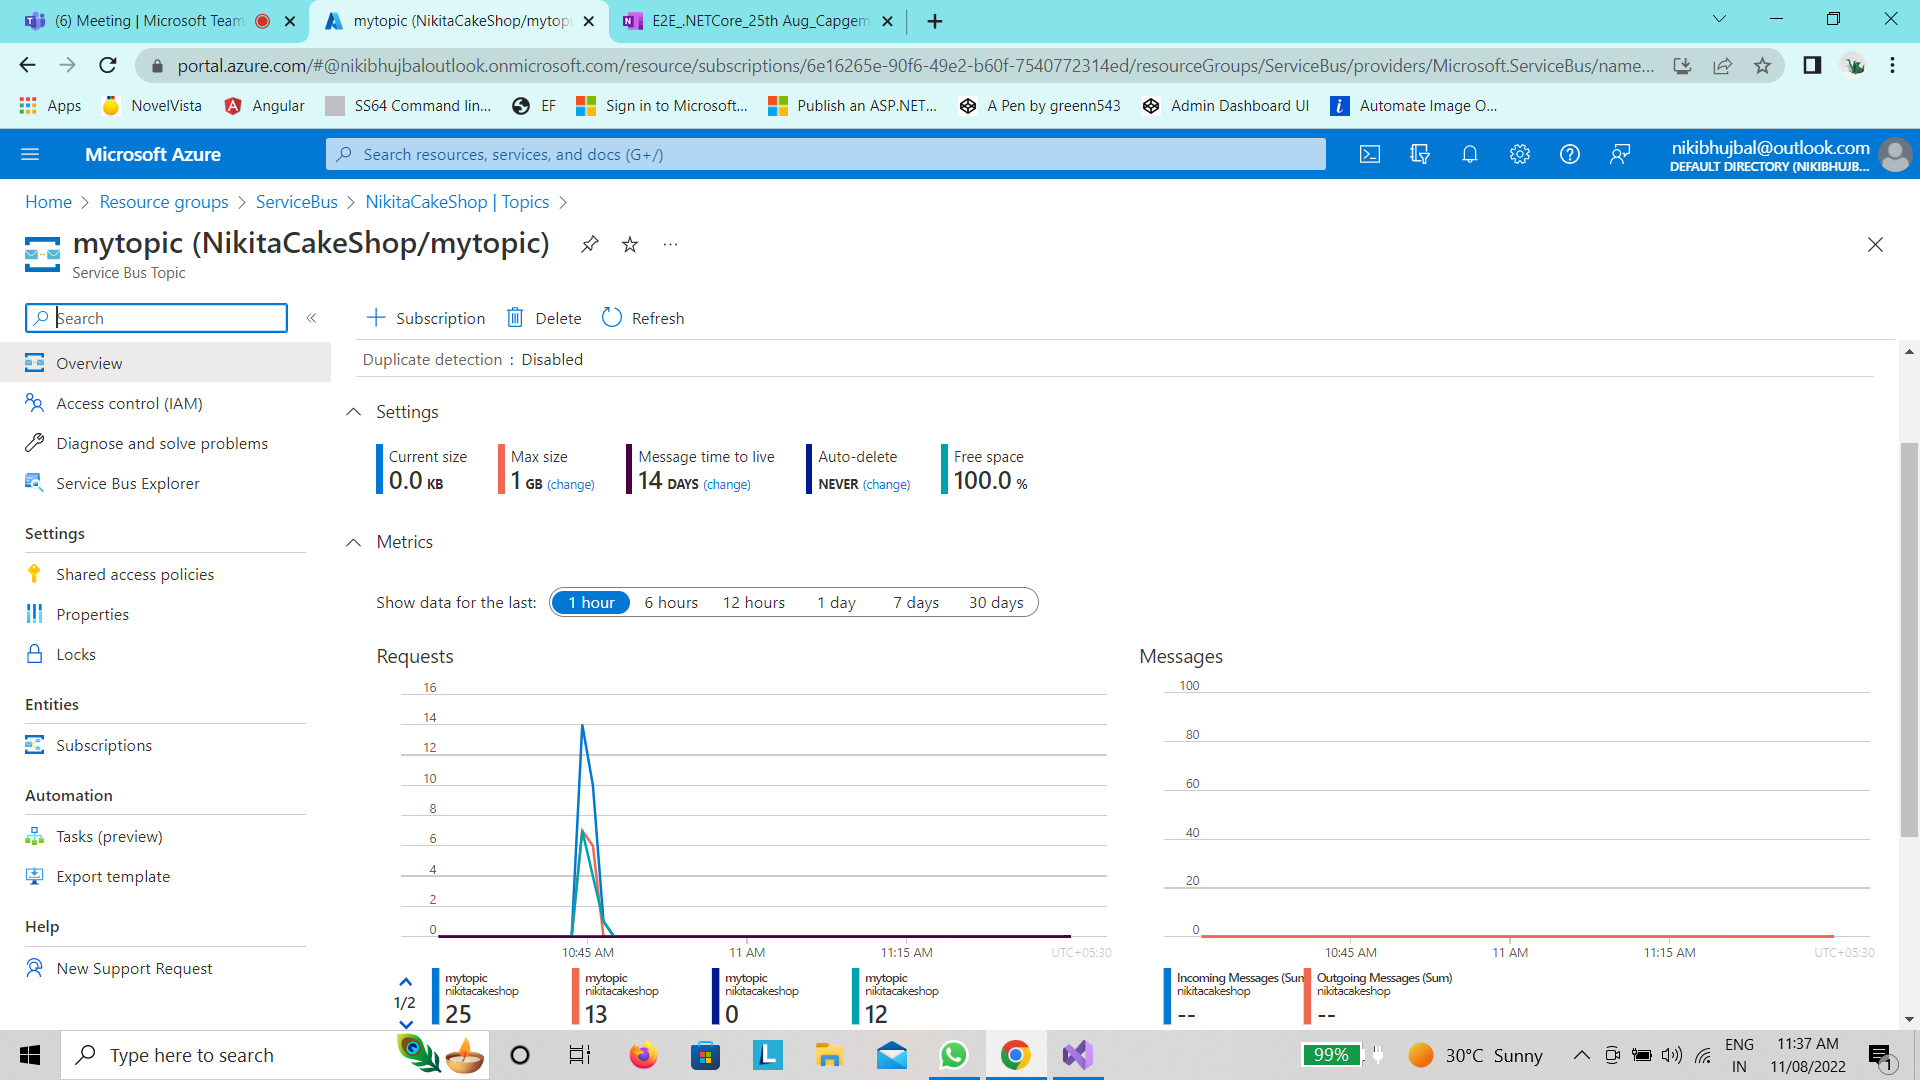 (6) Meeting | Microsoft Team
mytopic (NikitaCakeShop/mytopi
E2E_.NETCore_25th Aug_Capgem
portal.azure.com/#@nikibhujbaloutlook.onmicrosoft.com/resource/subscriptions/6e16265e-90f6-49e2-b60f-7540772314ed/resourceGroups/ServiceBus/providers/Microsoft.ServiceBus/name...
Apps NovelVista Angular SS64 Command lin... EF Sign in to Microsoft... Publish an ASP.NET... A Pen by greenn543 Admin Dashboard UI Automate Image O...
Microsoft Azure
Search resources, services, and docs (G+/)
nikibhujbal@outlook.com
DEFAULT DIRECTORY (NIKIBHUJB...
Home > Resource groups > ServiceBus > NikitaCakeShop | Topics >
mytopic (NikitaCakeShop/mytopic)
Service Bus Topic
Search
Subscription Delete Refresh
Overview
Access control (IAM)
Diagnose and solve problems
Service Bus Explorer
Settings
Shared access policies
Properties
Locks
Entities
Subscriptions
Automation
Tasks (preview)
Export template
Help
New Support Request
Duplicate detection : Disabled
Settings
Current size
0.0 KB
Max size
1 GB (change)
Message time to live
14 DAYS (change)
Auto-delete
NEVER (change)
Free space
100.0 %
Metrics
Show data for the last: 1 hour 6 hours 12 hours 1 day 7 days 30 days
Requests
16
14
12
10
8
6
4
2
0
10:45 AM 11 AM 11:15 AM UTC+05:30
1/2
mytopic
nikitacakeshop
25
mytopic
nikitacakeshop
13
mytopic
nikitacakeshop
0
mytopic
nikitacakeshop
12
Messages
100
80
60
40
20
0
10:45 AM 11 AM 11:15 AM UTC+05:30
Incoming Messages (Sum
nikitacakeshop
--
Outgoing Messages (Sum)
nikitacakeshop
--
Type here to search
99%
30°C Sunny
ENG
IN
11:37 AM
11/08/2022
1